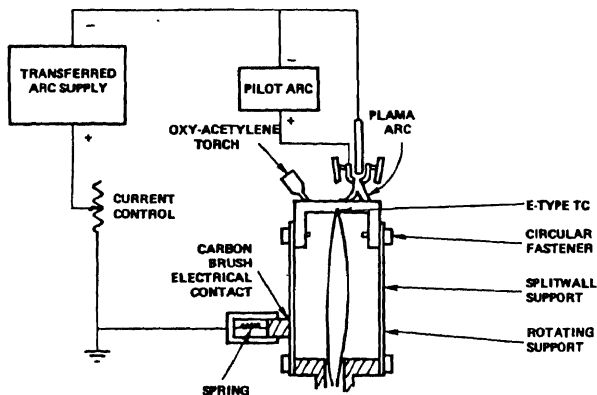 −
−
TRANSFERRED
ARC SUPPLY
PILOT ARC
+
+
OXY-ACETYLENE
TORCH
PLAMA
ARC
CURRENT
CONTROL
E-TYPE TC
CARBON
BRUSH
ELECTRICAL
CONTACT
CIRCULAR
FASTENER
SPLITWALL
SUPPORT
ROTATING
SUPPORT
SPRING